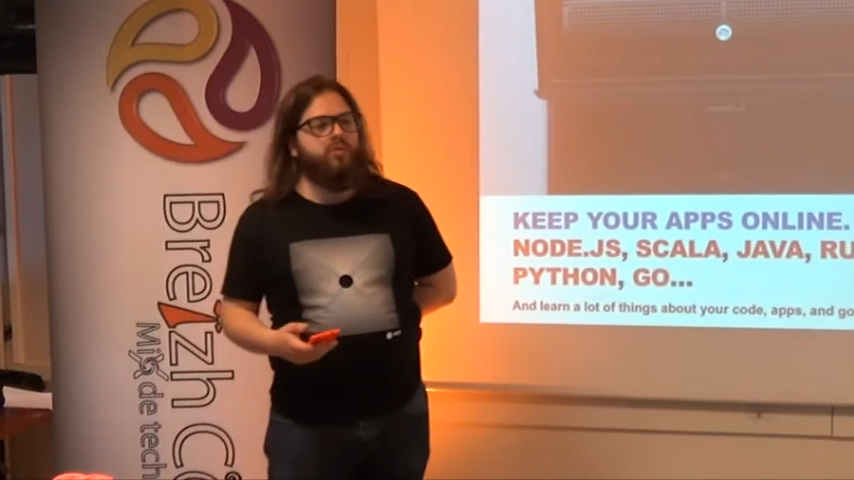 Breizh C
Mix de techn
KEEP YOUR APPS ONLINE.
NODE.JS, SCALA, JAVA, RU
PYTHON, GO...
And learn a lot of things about your code, apps, and go